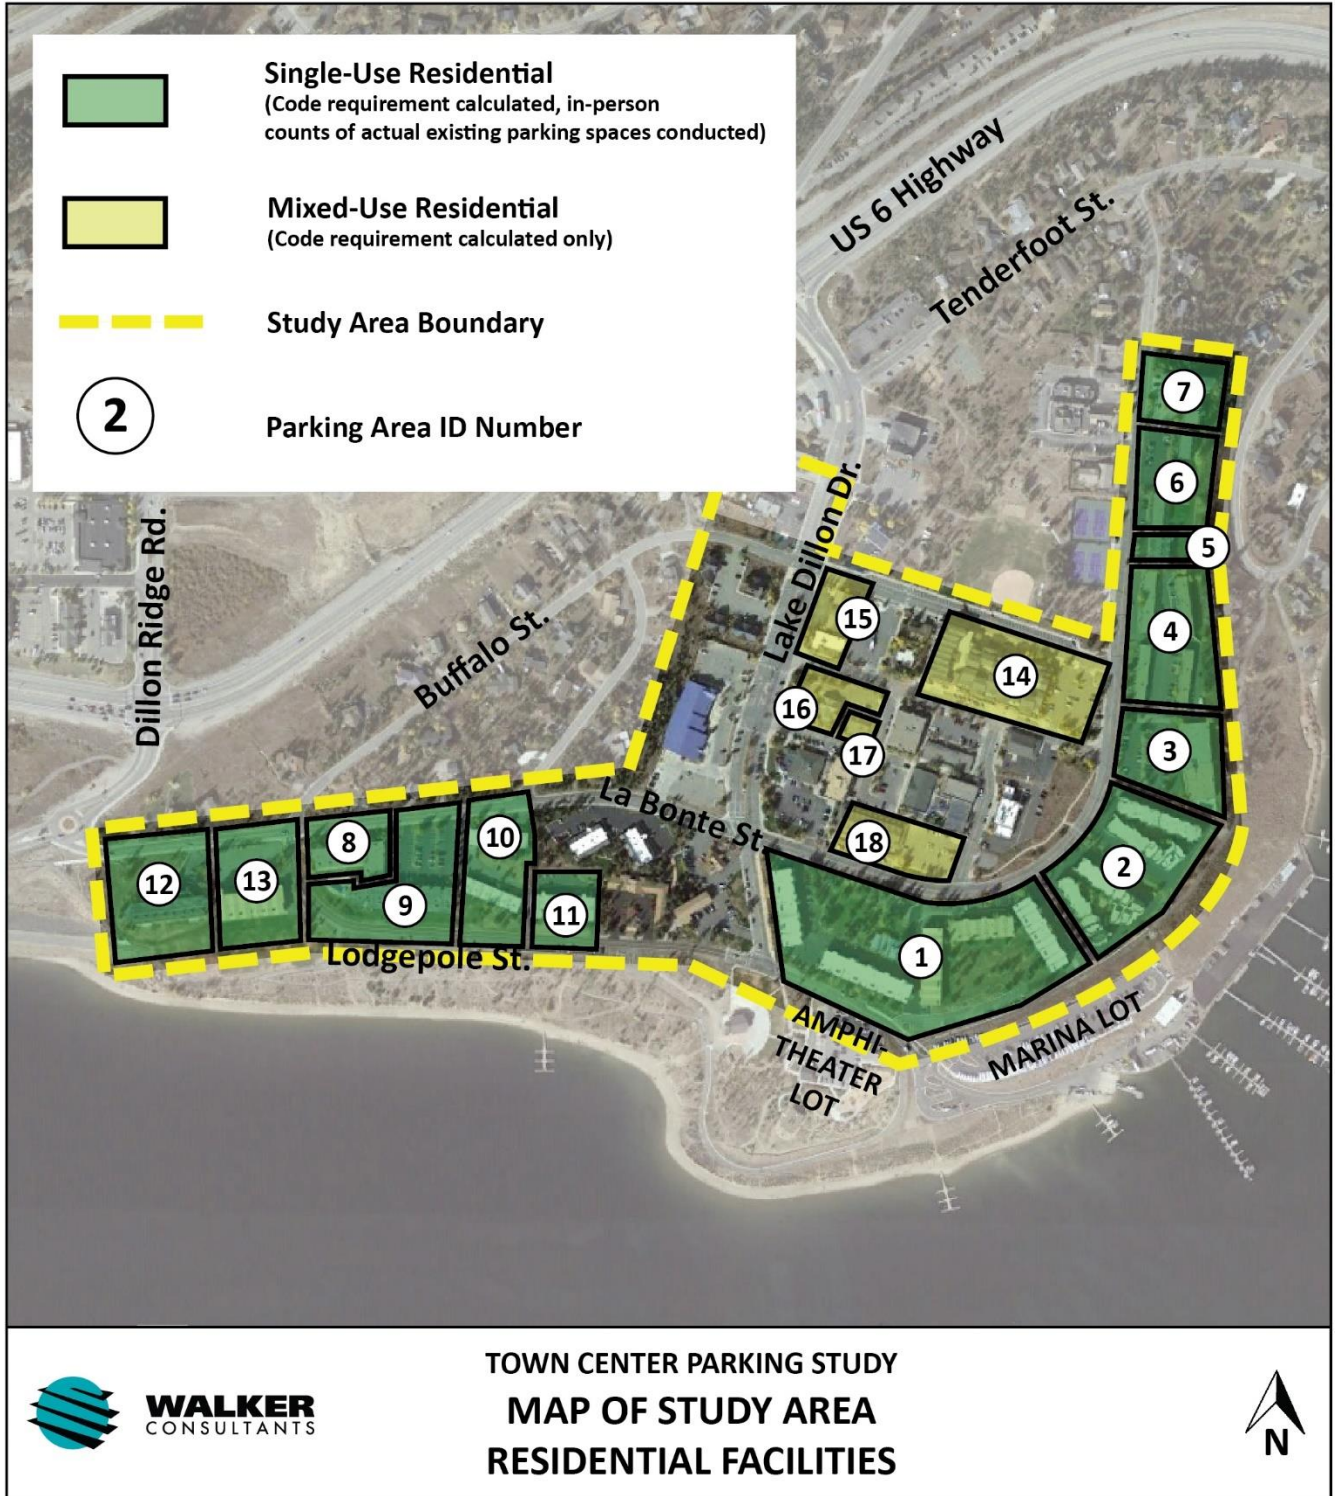 Single-Use Residential
(Code requirement calculated, in-person
counts of actual existing parking spaces conducted)
Mixed-Use Residential
(Code requirement calculated only)
Study Area Boundary
2
Parking Area ID Number
US 6 Highway
Tenderfoot St.
Lake Dillon Dr.
Dillon Ridge Rd.
Buffalo St.
La Bonte St.
Lodgepole St.
7
6
5
4
3
2
1
15
14
16
17
18
8
10
12
13
9
11
AMPHI-
THEATER
LOT
MARINA LOT
WALKER
CONSULTANTS
TOWN CENTER PARKING STUDY
MAP OF STUDY AREA
RESIDENTIAL FACILITIES
N